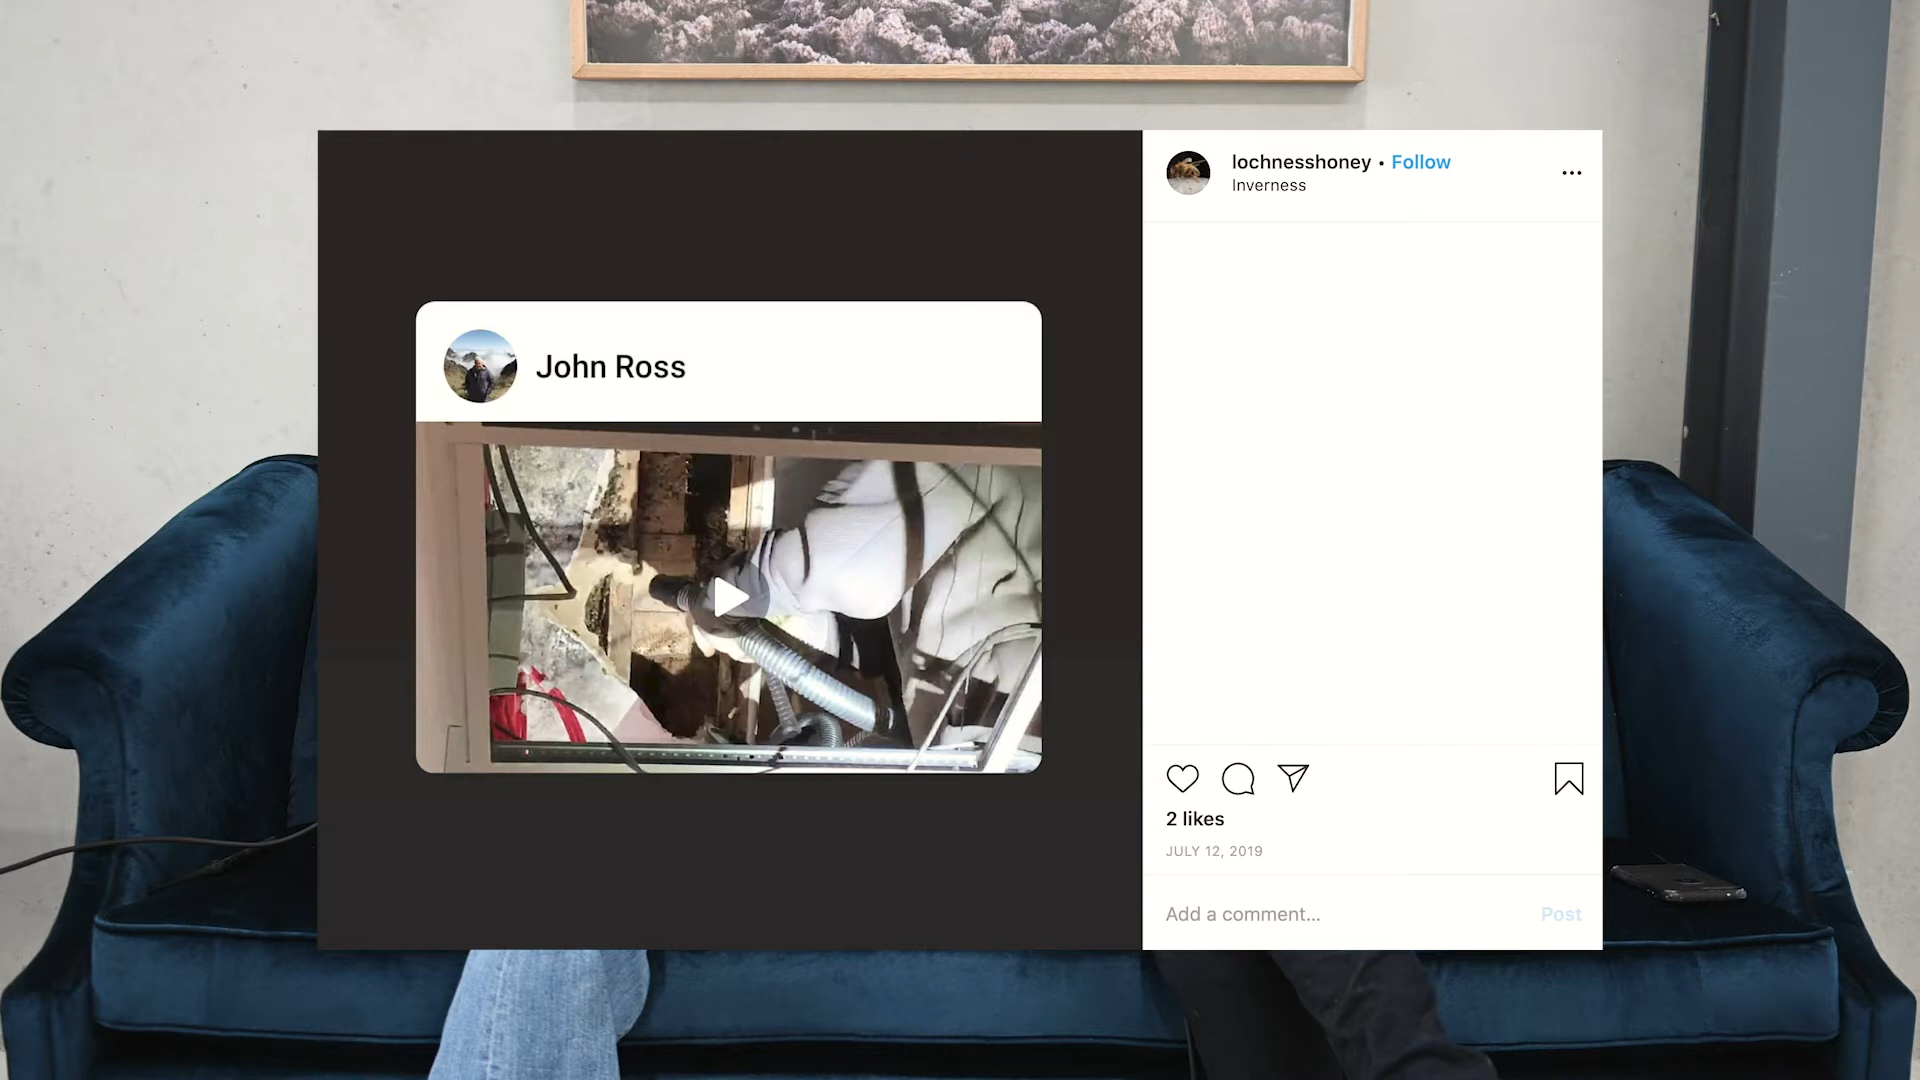 lochnesshoney • Follow
Inverness
John Ross
2 likes
JULY 12, 2019
Add a comment... Post